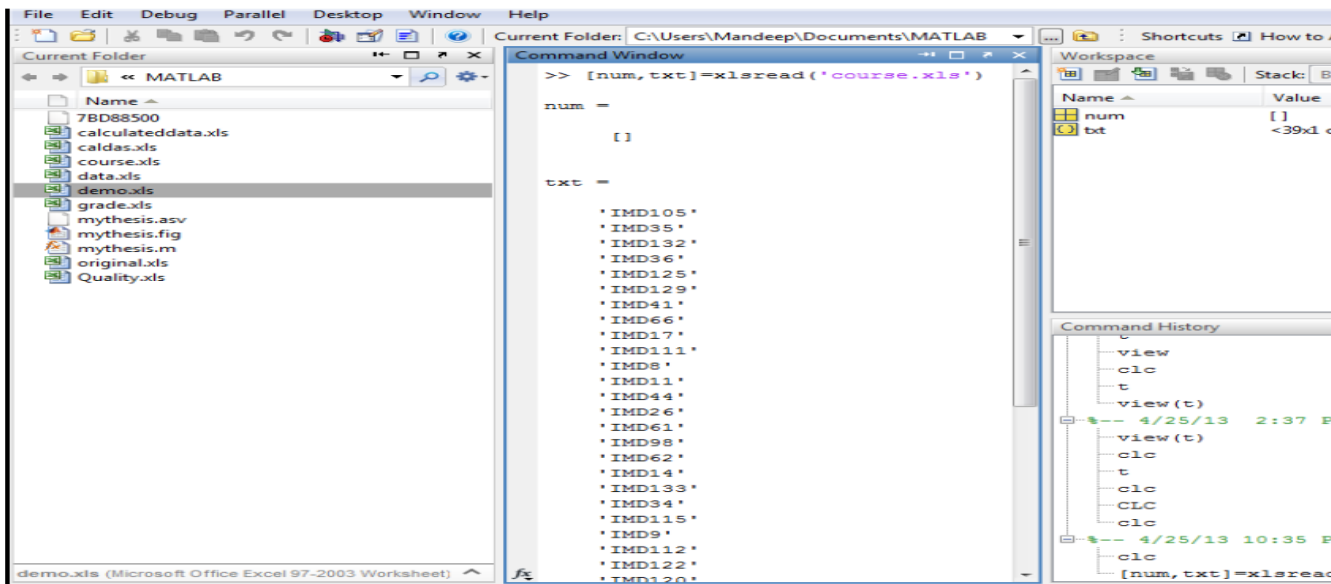 File Edit Debug Parallel Desktop Window Help
Current Folder: C:\Users\Mandeep\Documents\MATLAB
Shortcuts How to
Current Folder
« MATLAB
Name
7BD88500
calculateddata.xls
caldas.xls
course.xls
data.xls
demo.xls
grade.xls
mythesis.asv
mythesis.fig
mythesis.m
original.xls
Quality.xls
demo.xls (Microsoft Office Excel 97-2003 Worksheet)
Command Window
>> [num,txt]=xlsread('course.xls')
num =
[]
txt =
'IMD105'
'IMD35'
'IMD132'
'IMD36'
'IMD125'
'IMD129'
'IMD41'
'IMD66'
'IMD17'
'IMD111'
'IMD8'
'IMD11'
'IMD44'
'IMD26'
'IMD61'
'IMD98'
'IMD62'
'IMD14'
'IMD133'
'IMD34'
'IMD115'
'IMD9'
'IMD112'
'IMD122'
'IMD120'
fx
Workspace
Stack:
Name Value
num []
txt <39x1
Command History
view
clc
t
view(t)
%-- 4/25/13 2:37
view(t)
clc
t
clc
CLC
clc
%-- 4/25/13 10:35
clc
[num,txt]=xlsread